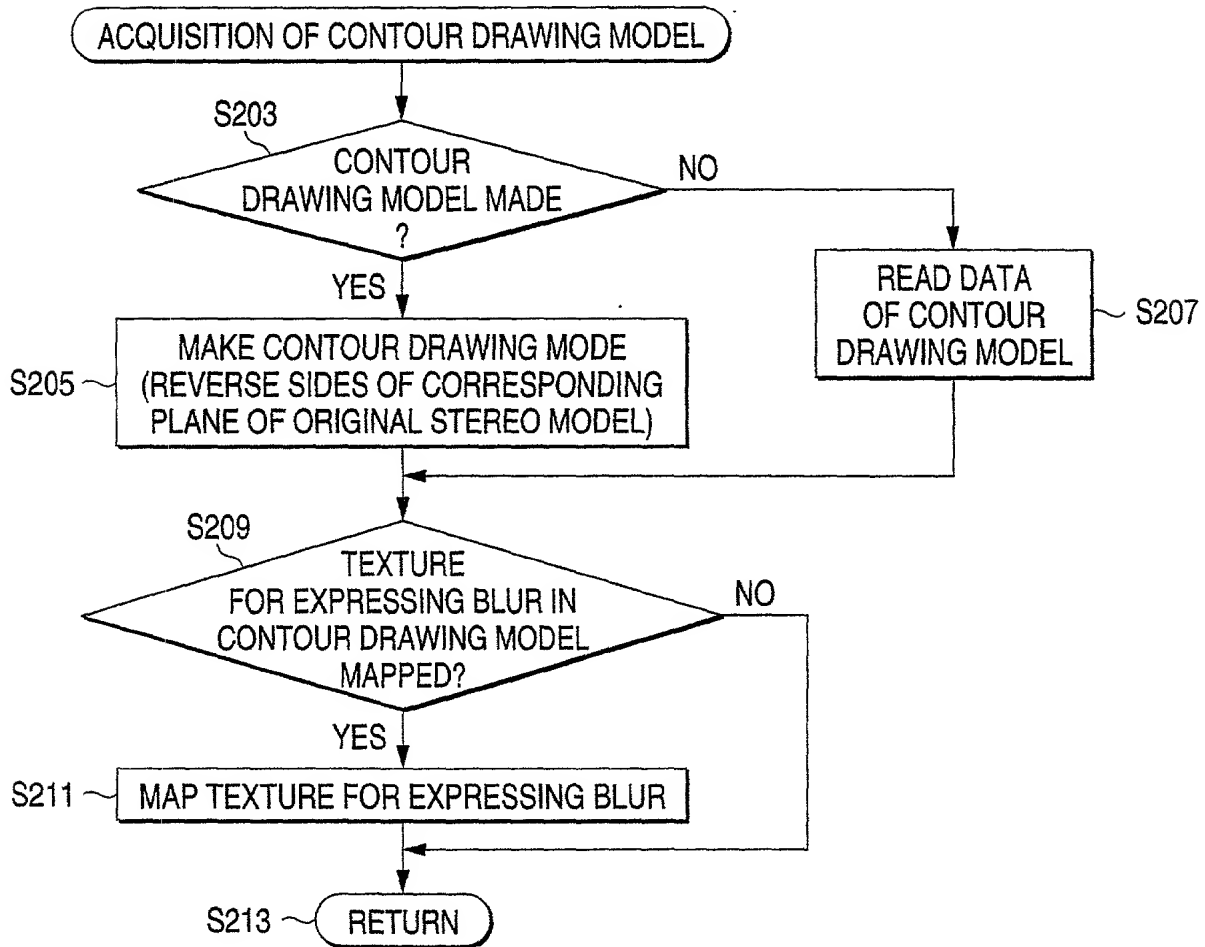 ACQUISITION OF CONTOUR DRAWING MODEL
S203
CONTOUR
DRAWING MODEL MADE
?
NO
YES
READ DATA
OF CONTOUR
DRAWING MODEL
S207
S205
MAKE CONTOUR DRAWING MODE
(REVERSE SIDES OF CORRESPONDING
PLANE OF ORIGINAL STEREO MODEL)
S209
TEXTURE
FOR EXPRESSING BLUR IN
CONTOUR DRAWING MODEL
MAPPED?
NO
YES
S211
MAP TEXTURE FOR EXPRESSING BLUR
S213
RETURN